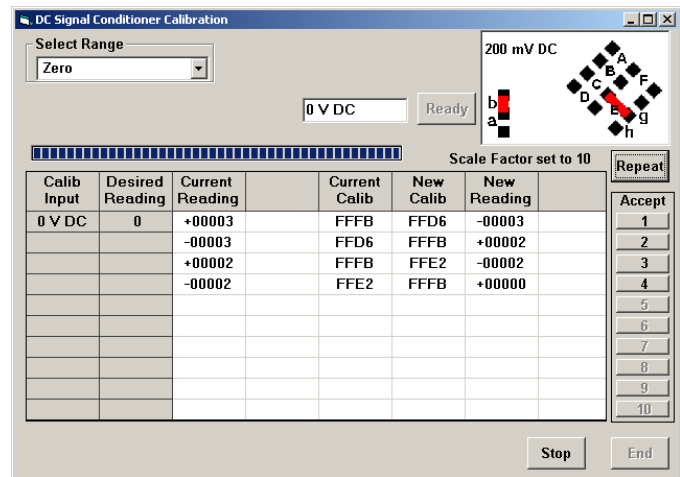 DC Signal Conditioner Calibration
Select Range
Zero
200 mV DC
A
B
F
C
D
E
g
h
b
a
0 V DC
Ready
Scale Factor set to 10
Repeat
Calib Input Desired Reading Current Reading Current Calib New Calib New Reading
Accept
0 V DC 0 +00003 FFFB FFD6 -00003 1
-00003 FFD6 FFFB +00002 2
+00002 FFFB FFE2 -00002 3
-00002 FFE2 FFFB +00000 4
5
6
7
8
9
10
Stop End